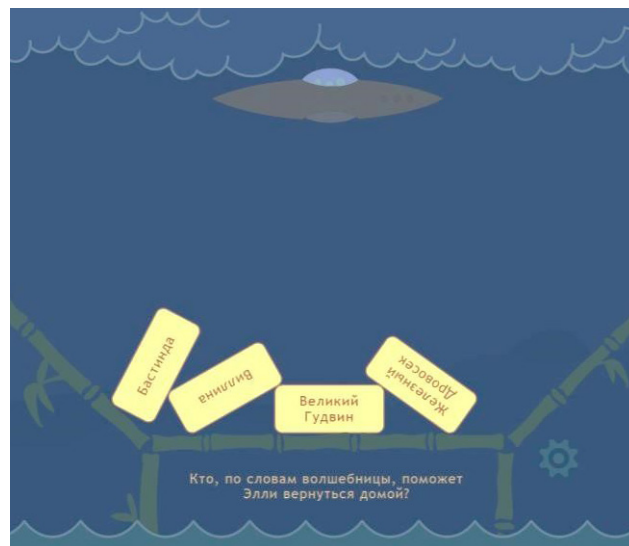 Бастинда
Виллина
Великий
Гудвин
Железный
Дровосек
Кто, по словам волшебницы, поможет
Элли вернуться домой?